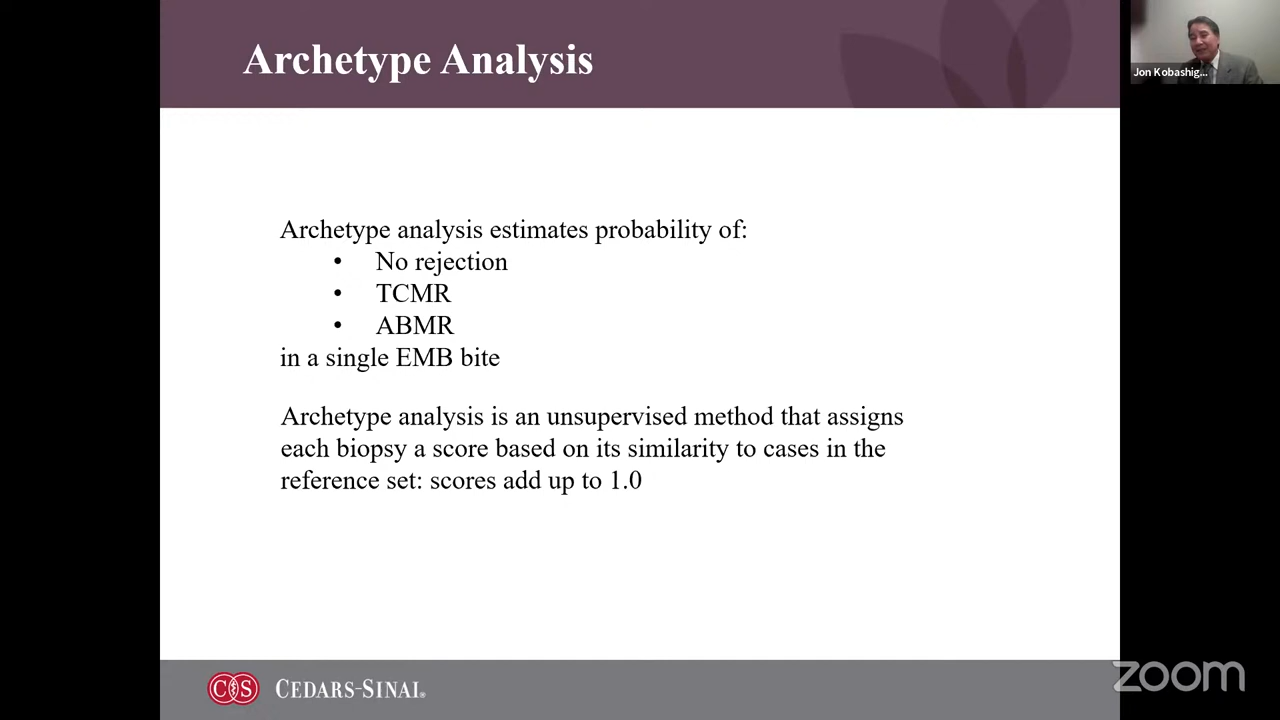 Archetype Analysis
Jon Kobashig...
Archetype analysis estimates probability of:
• No rejection
• TCMR
• ABMR
in a single EMB bite
Archetype analysis is an unsupervised method that assigns
each biopsy a score based on its similarity to cases in the
reference set: scores add up to 1.0
CEDARS-SINAI®
zoom